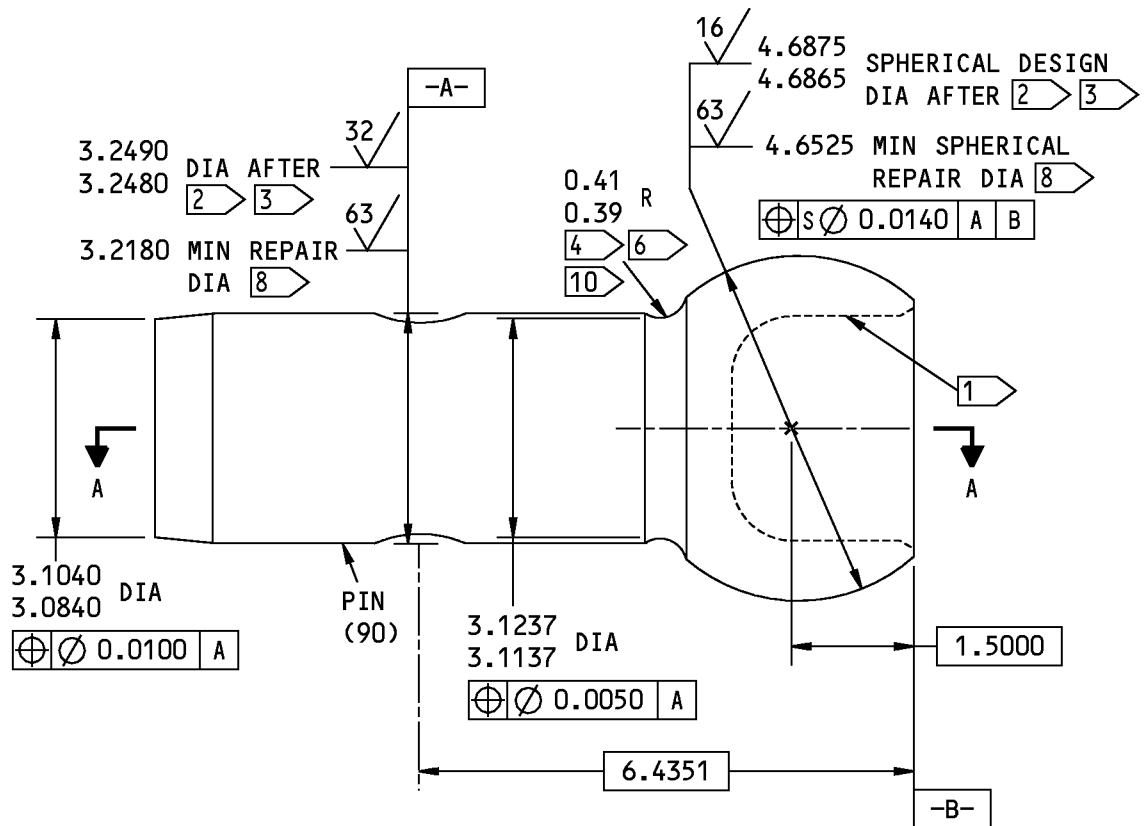 16
4.6875
4.6865
SPHERICAL DESIGN
DIA AFTER 2 3
63
4.6525 MIN SPHERICAL
REPAIR DIA 8
⌖ S∅ 0.0140 A B
-A-
32
3.2490
3.2480
DIA AFTER
2 3
63
3.2180 MIN REPAIR
DIA 8
0.41
0.39
R
4 6
10
1
A
A
3.1040
3.0840
DIA
⌖ ∅ 0.0100 A
PIN
(90)
3.1237
3.1137
DIA
⌖ ∅ 0.0050 A
1.5000
6.4351
-B-